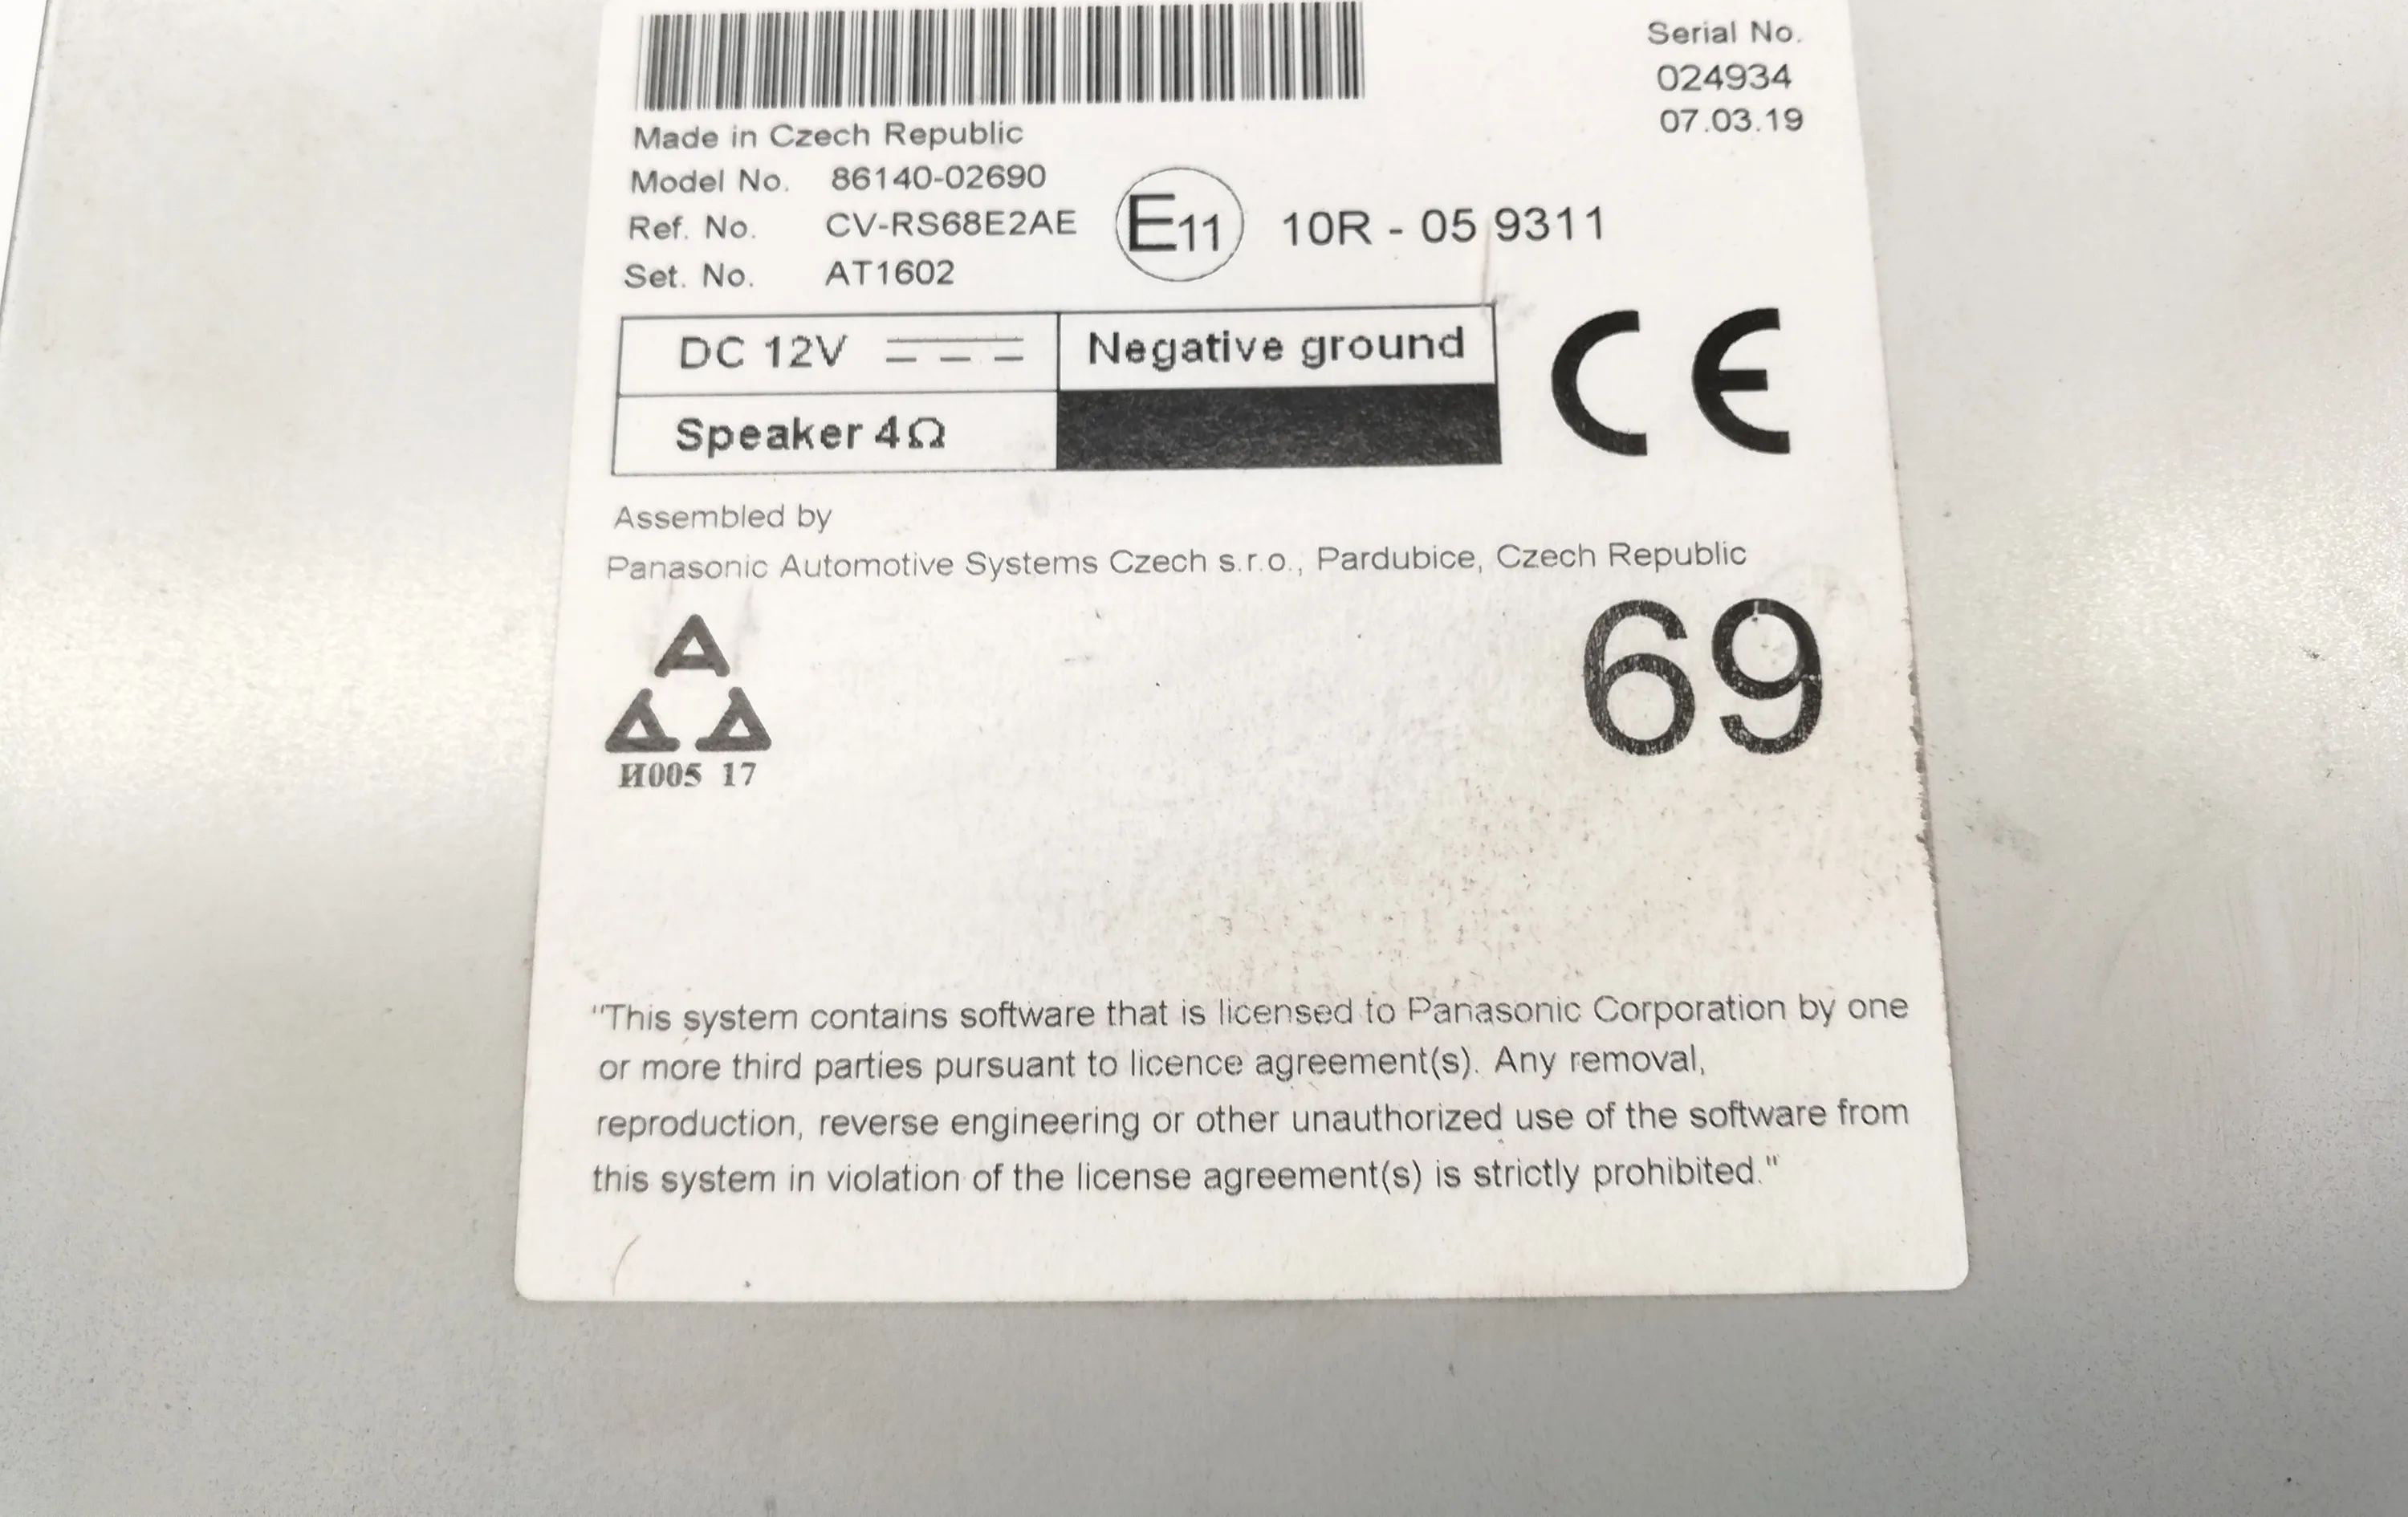 Serial No.
024934
07.03.19
Made in Czech Republic
Model No. 86140-02690
Ref. No. CV-RS68E2AE
Set. No. AT1602
E11 10R - 05 9311
DC 12V
Negative ground
Speaker 4Ω
CE
Assembled by
Panasonic Automotive Systems Czech s.r.o., Pardubice, Czech Republic
И005 17
69
"This system contains software that is licensed to Panasonic Corporation by one
or more third parties pursuant to licence agreement(s). Any removal,
reproduction, reverse engineering or other unauthorized use of the software from
this system in violation of the license agreement(s) is strictly prohibited."